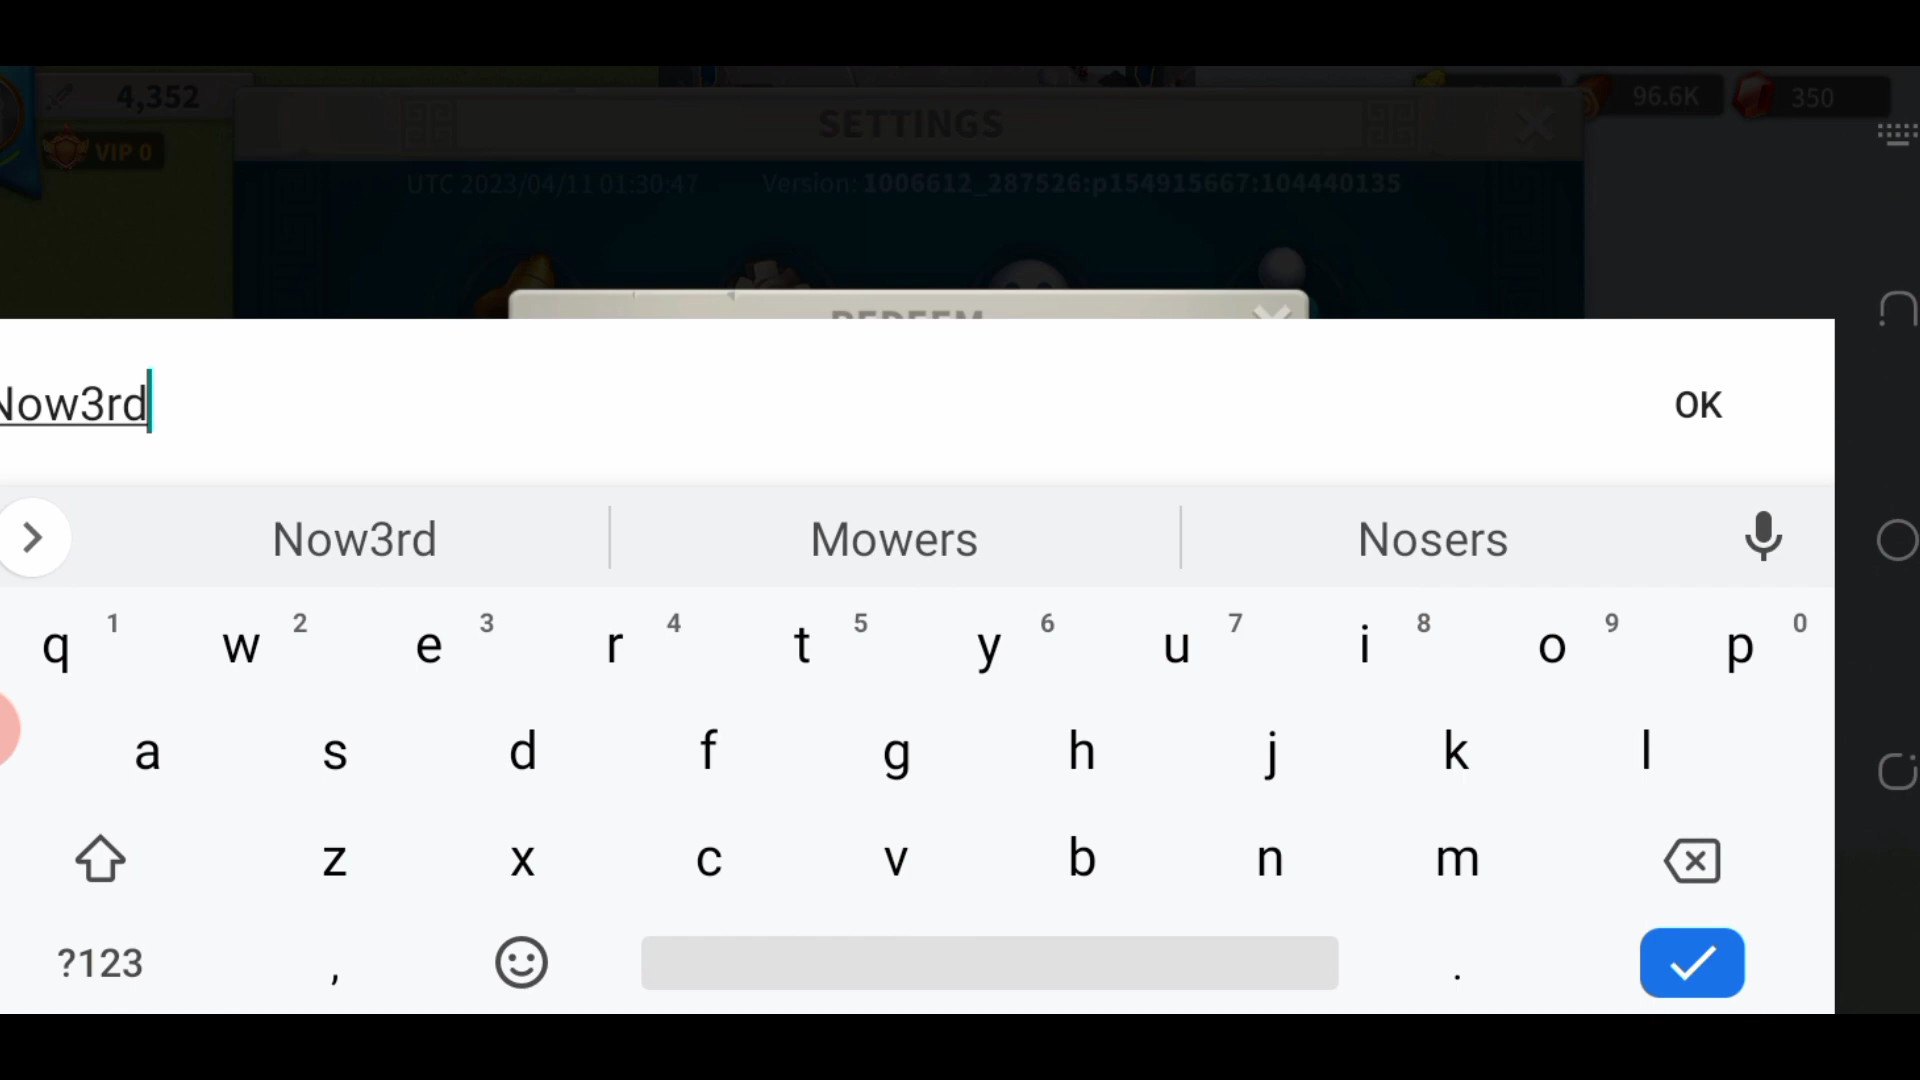 4,352
96.6K
350
SETTINGS
VIP 0
UTC 2023/04/11 01:30:47
Version: 1006612_287526:p154915667:104440135
REDEEM
Now3rd
OK
Now3rd
Mowers
Nosers
q 1 w 2 e 3 r 4 t 5 y 6 u 7 i 8 o 9 p 0
a s d f g h j k l
z x c v b n m
?123 , .